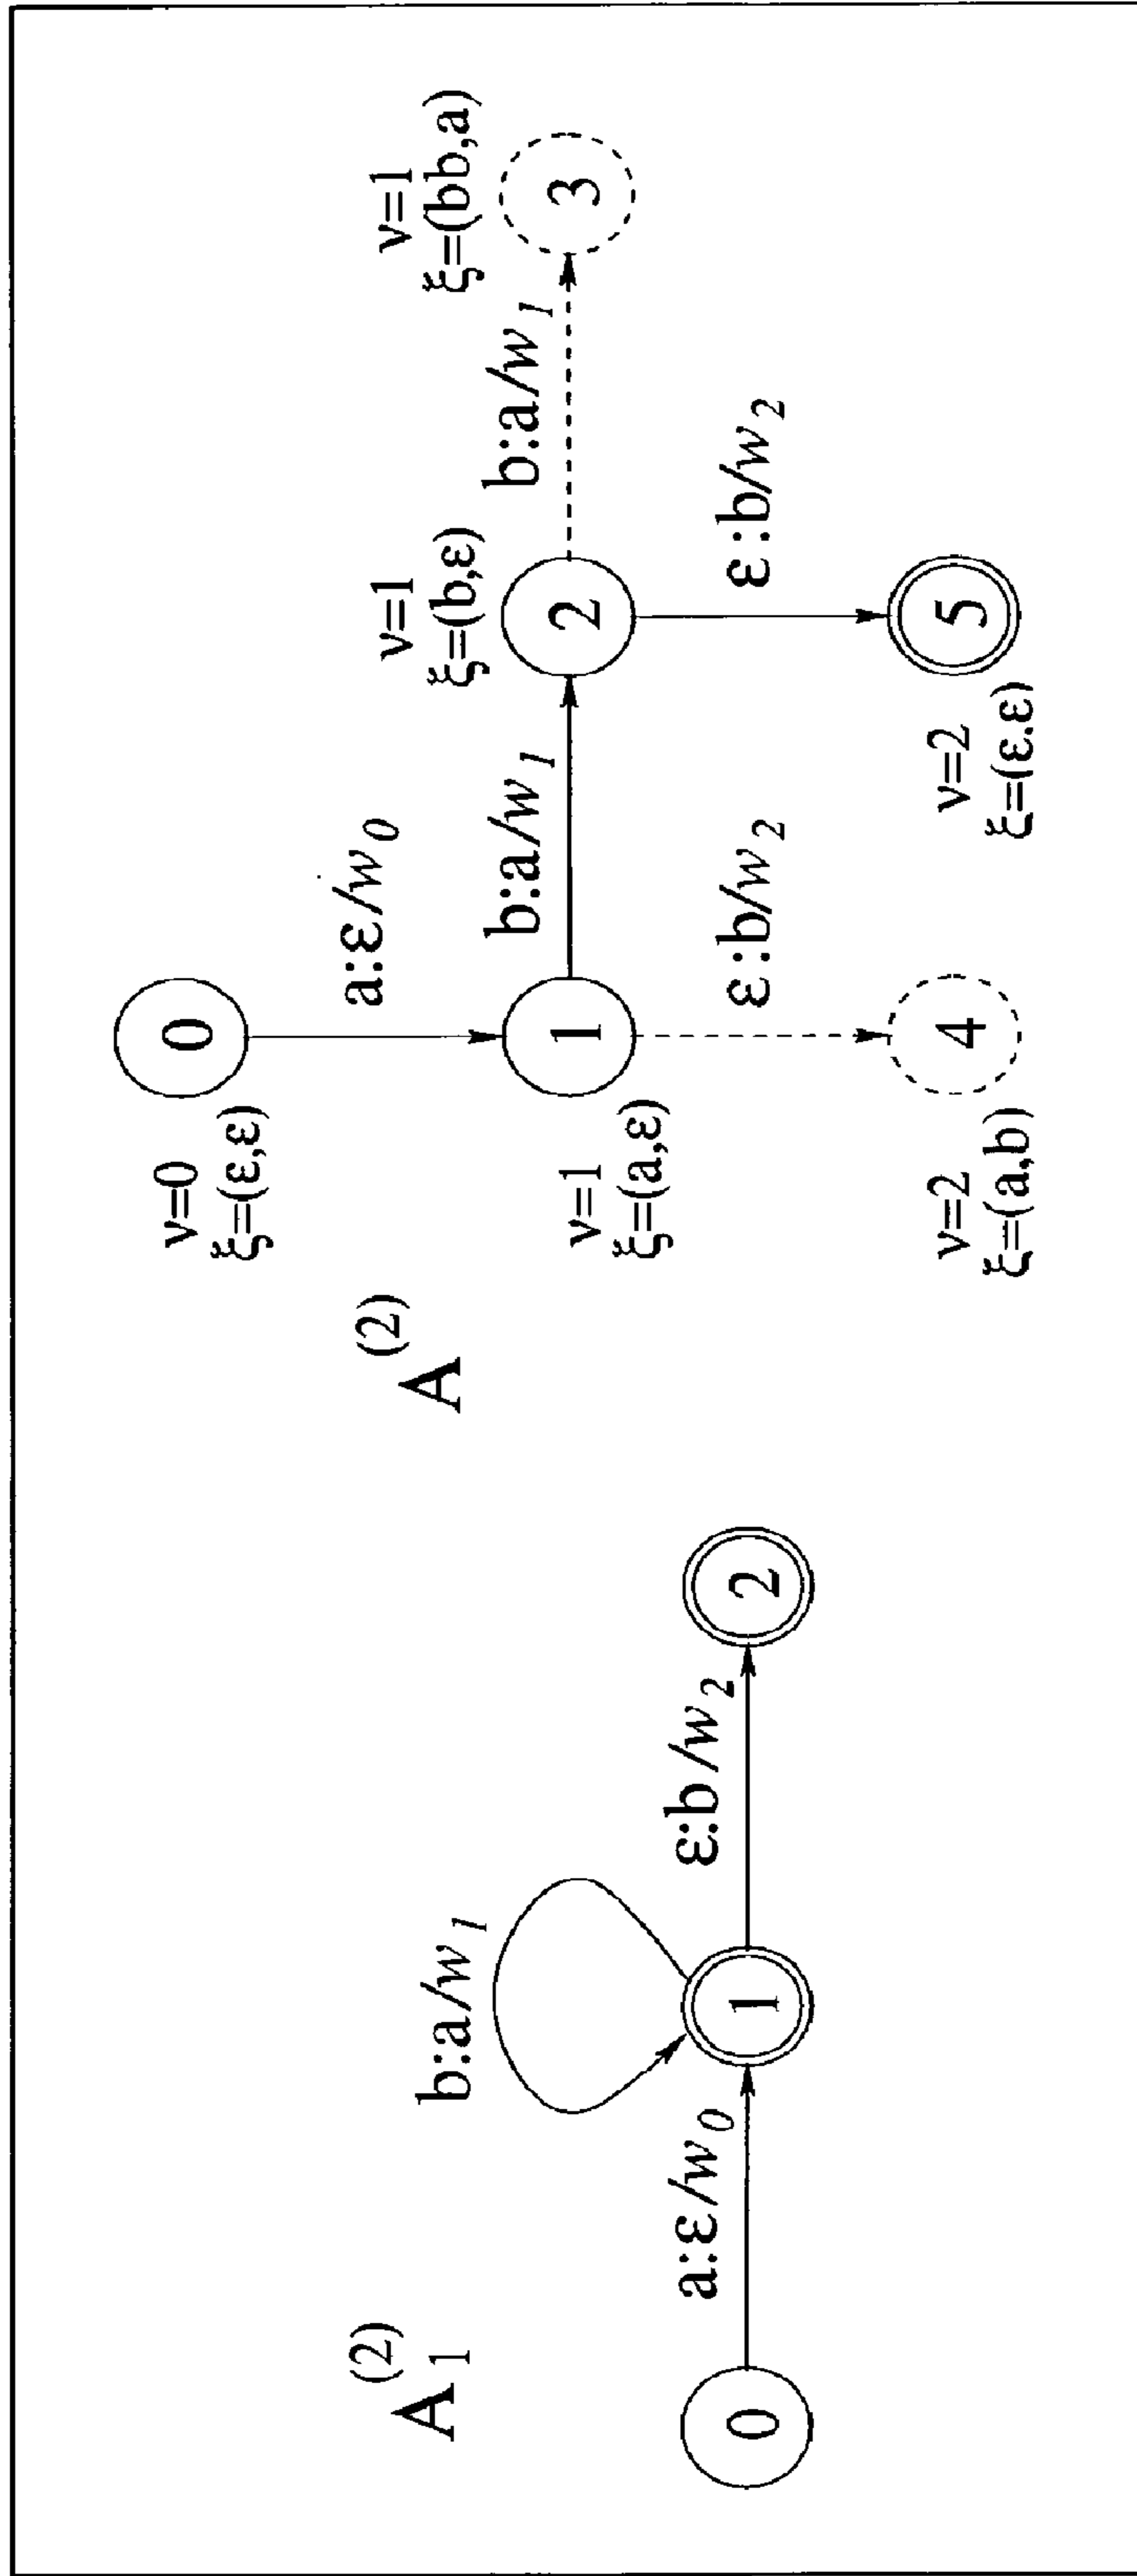 A₁⁽²⁾
0
a:ε/w₀
1
b:a/w₁
ε:b/w₂
2
A⁽²⁾
ν=0
ξ=(ε,ε)
0
a:ε/w₀
ν=1
ξ=(a,ε)
1
b:a/w₁
ν=1
ξ=(b,ε)
2
b:a/w₁
ν=1
ξ=(bb,a)
3
ε:b/w₂
ν=2
ξ=(a,b)
4
ε:b/w₂
ν=2
ξ=(ε,ε)
5